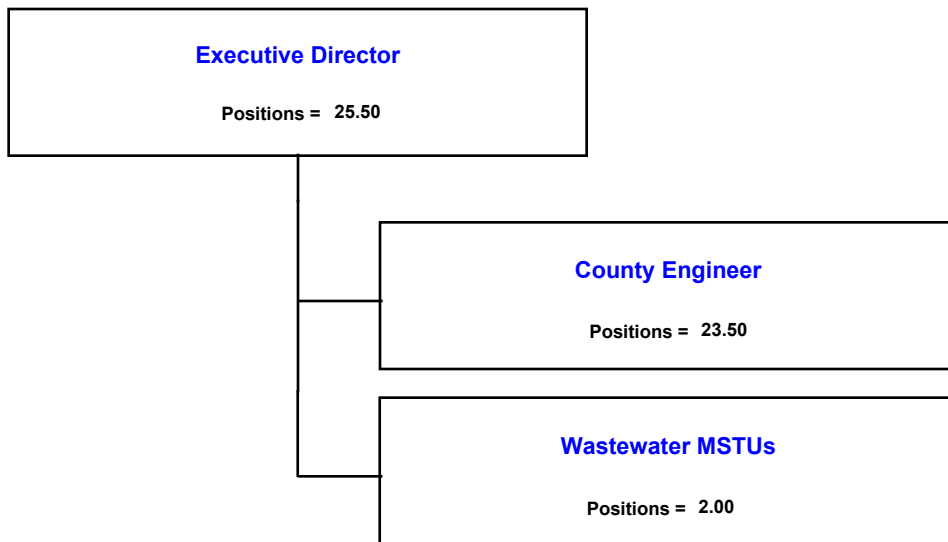 Executive Director
Positions = 25.50
County Engineer
Positions = 23.50
Wastewater MSTUs
Positions = 2.00